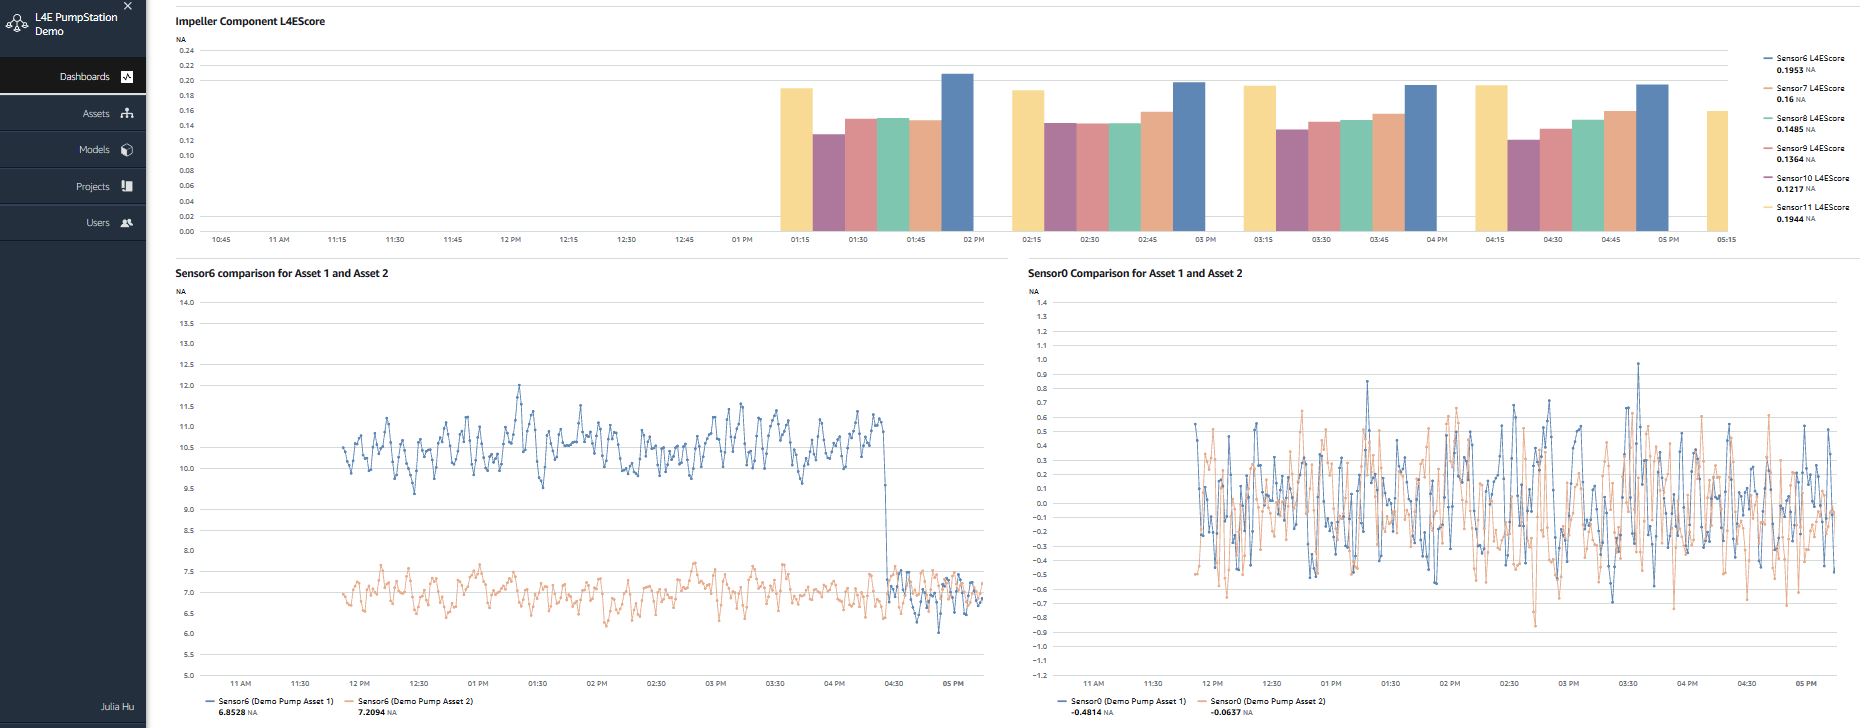 L4E PumpStation
Demo
Dashboards
Assets
Models
Projects
Users
Julia Hu
Impeller Component L4EScore
NA
0.24
0.22
0.20
0.18
0.16
0.14
0.12
0.10
0.08
0.06
0.04
0.02
0.00
10:45 11 AM 11:15 11:30 11:45 12 PM 12:15 12:30 12:45 01 PM 01:15 01:30 01:45 02 PM 02:15 02:30 02:45 03 PM 03:15 03:30 03:45 04 PM 04:15 04:30 04:45 05 PM 05:15
Sensor6 L4EScore
0.1953 NA
Sensor7 L4EScore
0.16 NA
Sensor8 L4EScore
0.1485 NA
Sensor9 L4EScore
0.1364 NA
Sensor10 L4EScore
0.1217 NA
Sensor11 L4EScore
0.1944 NA
Sensor6 comparison for Asset 1 and Asset 2
NA
14.0
13.5
13.0
12.5
12.0
11.5
11.0
10.5
10.0
9.5
9.0
8.5
8.0
7.5
7.0
6.5
6.0
5.5
5.0
11 AM 11:30 12 PM 12:30 01 PM 01:30 02 PM 02:30 03 PM 03:30 04 PM 04:30 05 PM
Sensor6 (Demo Pump Asset 1) Sensor6 (Demo Pump Asset 2)
6.8528 NA 7.2094 NA
Sensor0 Comparison for Asset 1 and Asset 2
NA
1.4
1.3
1.2
1.1
1.0
0.9
0.8
0.7
0.6
0.5
0.4
0.3
0.2
0.1
0.0
−0.1
−0.2
−0.3
−0.4
−0.5
−0.6
−0.7
−0.8
−0.9
−1.0
−1.1
−1.2
11 AM 11:30 12 PM 12:30 01 PM 01:30 02 PM 02:30 03 PM 03:30 04 PM 04:30 05 PM
Sensor0 (Demo Pump Asset 1) Sensor0 (Demo Pump Asset 2)
-0.4814 NA -0.0637 NA